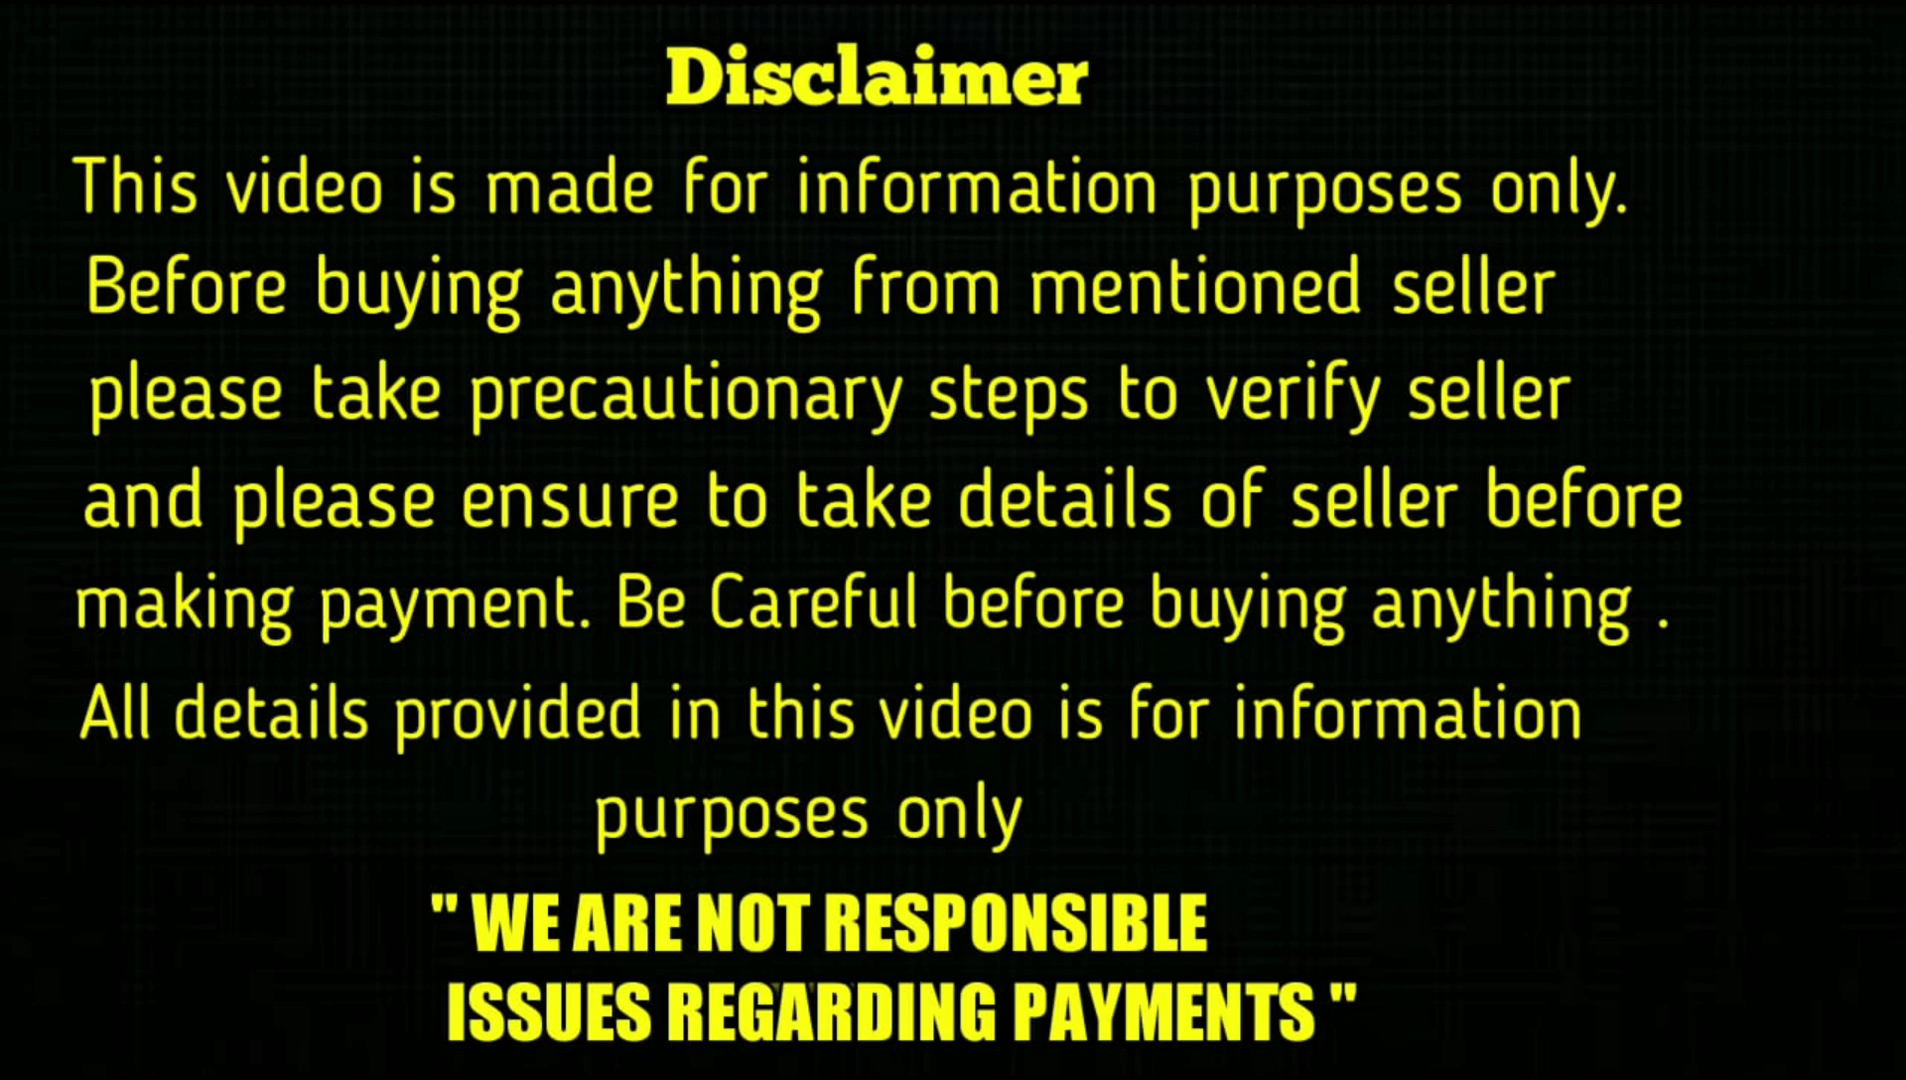 Disclaimer
This video is made for information purposes only.
Before buying anything from mentioned seller
please take precautionary steps to verify seller
and please ensure to take details of seller before
making payment. Be Careful before buying anything .
All details provided in this video is for information
purposes only
" WE ARE NOT RESPONSIBLE
ISSUES REGARDING PAYMENTS "